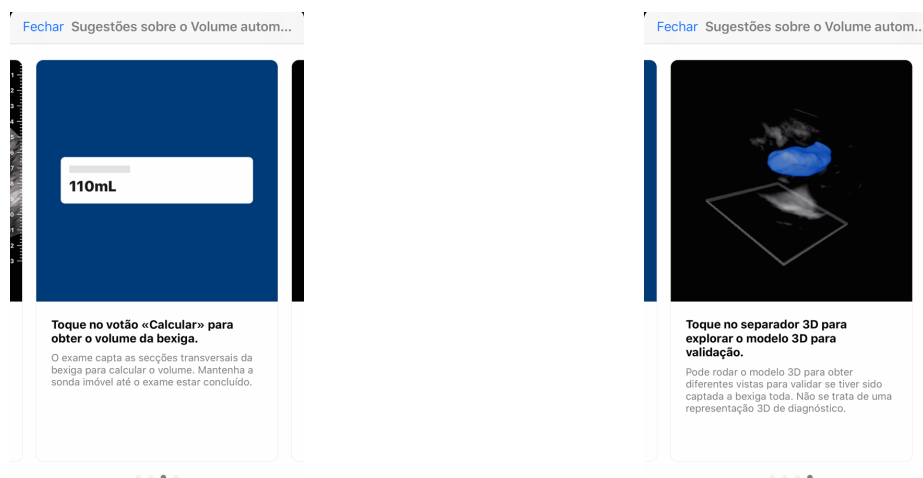 Fechar Sugestões sobre o Volume autom...
110mL
Toque no votão «Calcular» para
obter o volume da bexiga.
O exame capta as secções transversais da
bexiga para calcular o volume. Mantenha a
sonda imóvel até o exame estar concluído.
Fechar Sugestões sobre o Volume autom...
Toque no separador 3D para
explorar o modelo 3D para
validação.
Pode rodar o modelo 3D para obter
diferentes vistas para validar se tiver sido
captada a bexiga toda. Não se trata de uma
representação 3D de diagnóstico.